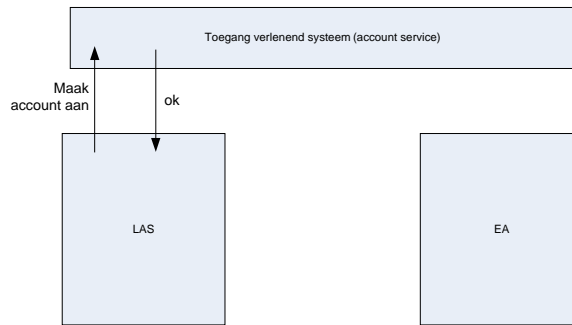 Toegang verlenend systeem (account service)
Maak
account aan
ok
LAS
EA